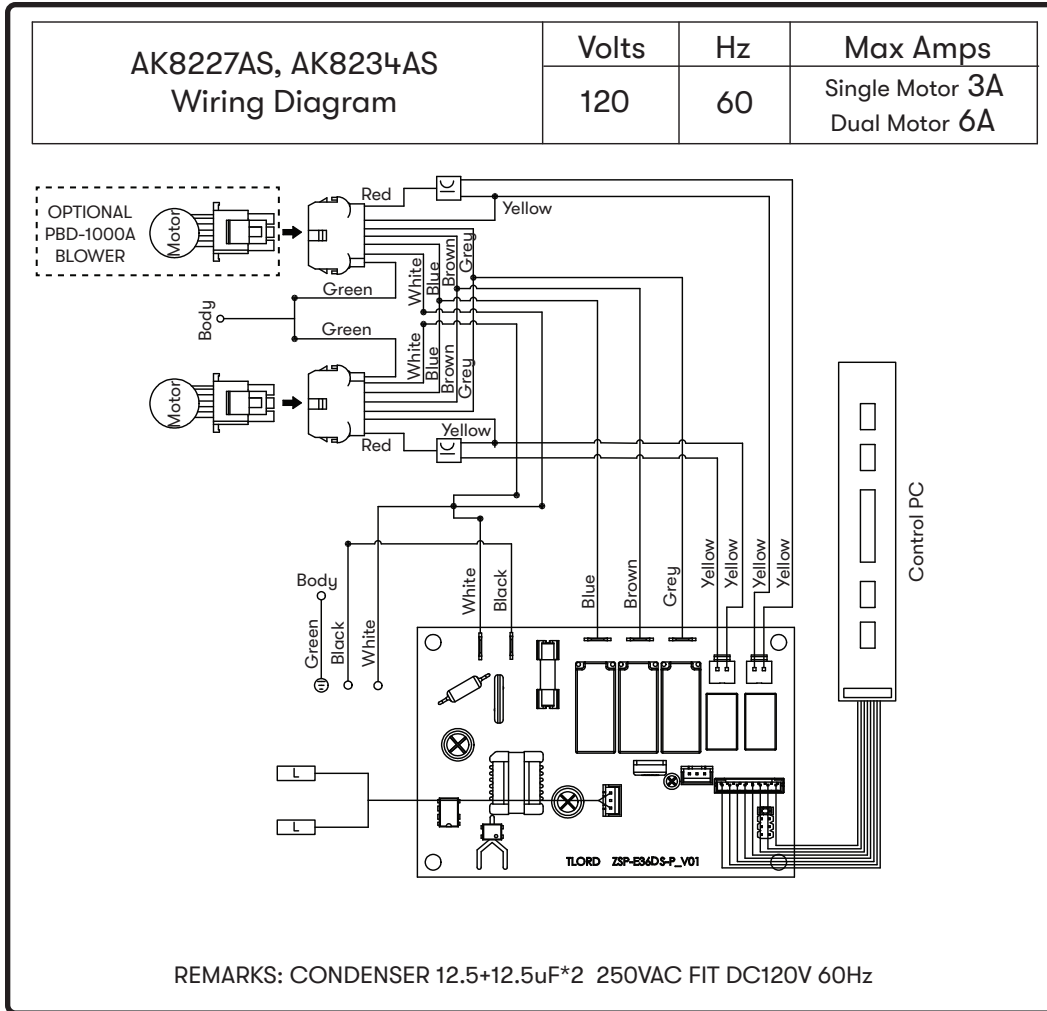 AK8227AS, AK8234AS
Wiring Diagram
Volts
Hz
Max Amps
120
60
Single Motor 3A
Dual Motor 6A
OPTIONAL
PBD-1000A
BLOWER
Motor
Red
Yellow
Grey
Brown
Blue
White
Green
Body
Green
White
Blue
Brown
Grey
Motor
Yellow
Red
Control PC
Body
Green
Black
White
White
Black
Blue
Brown
Grey
Yellow
Yellow
Yellow
Yellow
L
L
TLORD ZSP-E36DS-P_V01
REMARKS: CONDENSER 12.5+12.5uF*2 250VAC FIT DC120V 60Hz